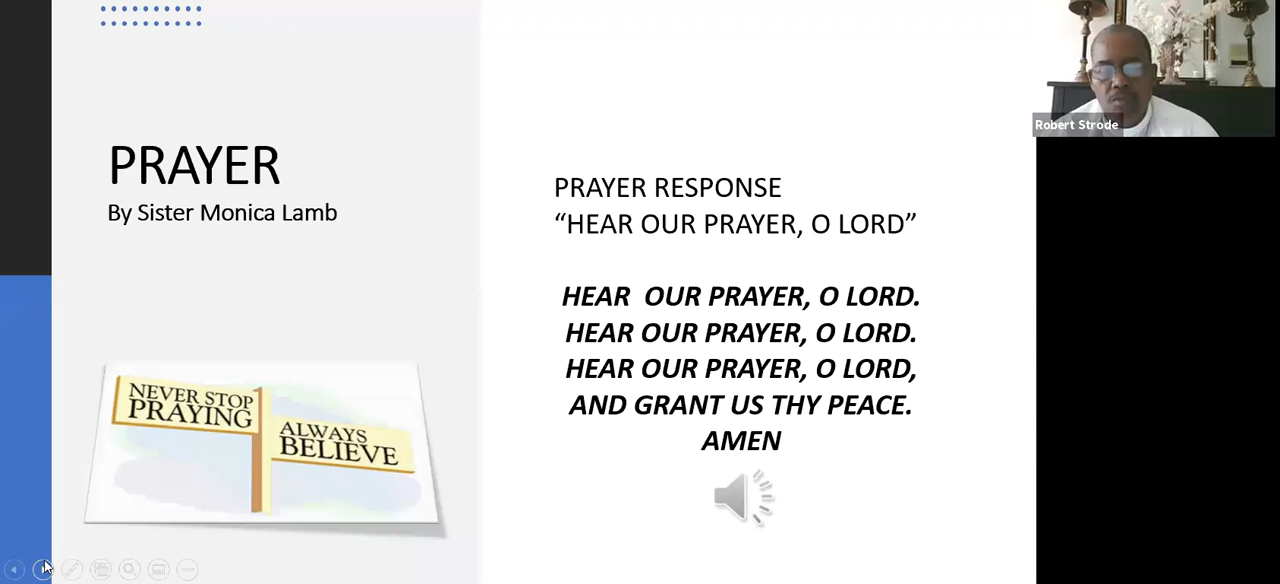 PRAYER
By Sister Monica Lamb
NEVER STOP
PRAYING
ALWAYS
BELIEVE
PRAYER RESPONSE
“HEAR OUR PRAYER, O LORD”
HEAR OUR PRAYER, O LORD.
HEAR OUR PRAYER, O LORD.
HEAR OUR PRAYER, O LORD,
AND GRANT US THY PEACE.
AMEN
Robert Strode